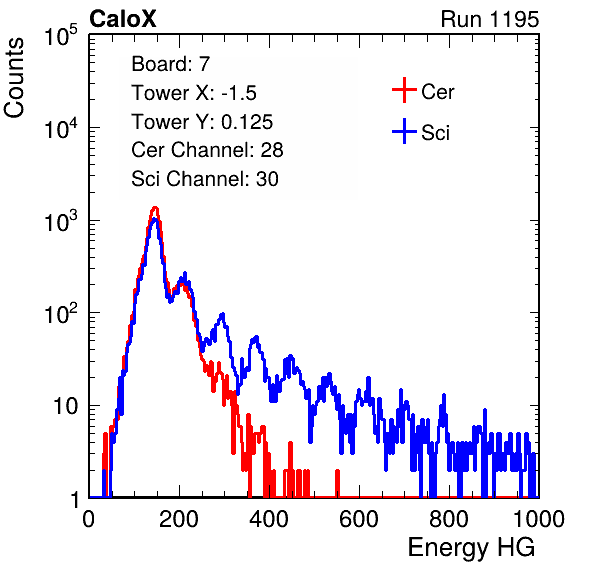 CaloX Run 1195
Counts
10^5
10^4
10^3
10^2
10
1
Board: 7
Tower X: -1.5
Tower Y: 0.125
Cer Channel: 28
Sci Channel: 30
Cer
Sci
0 200 400 600 800 1000
Energy HG